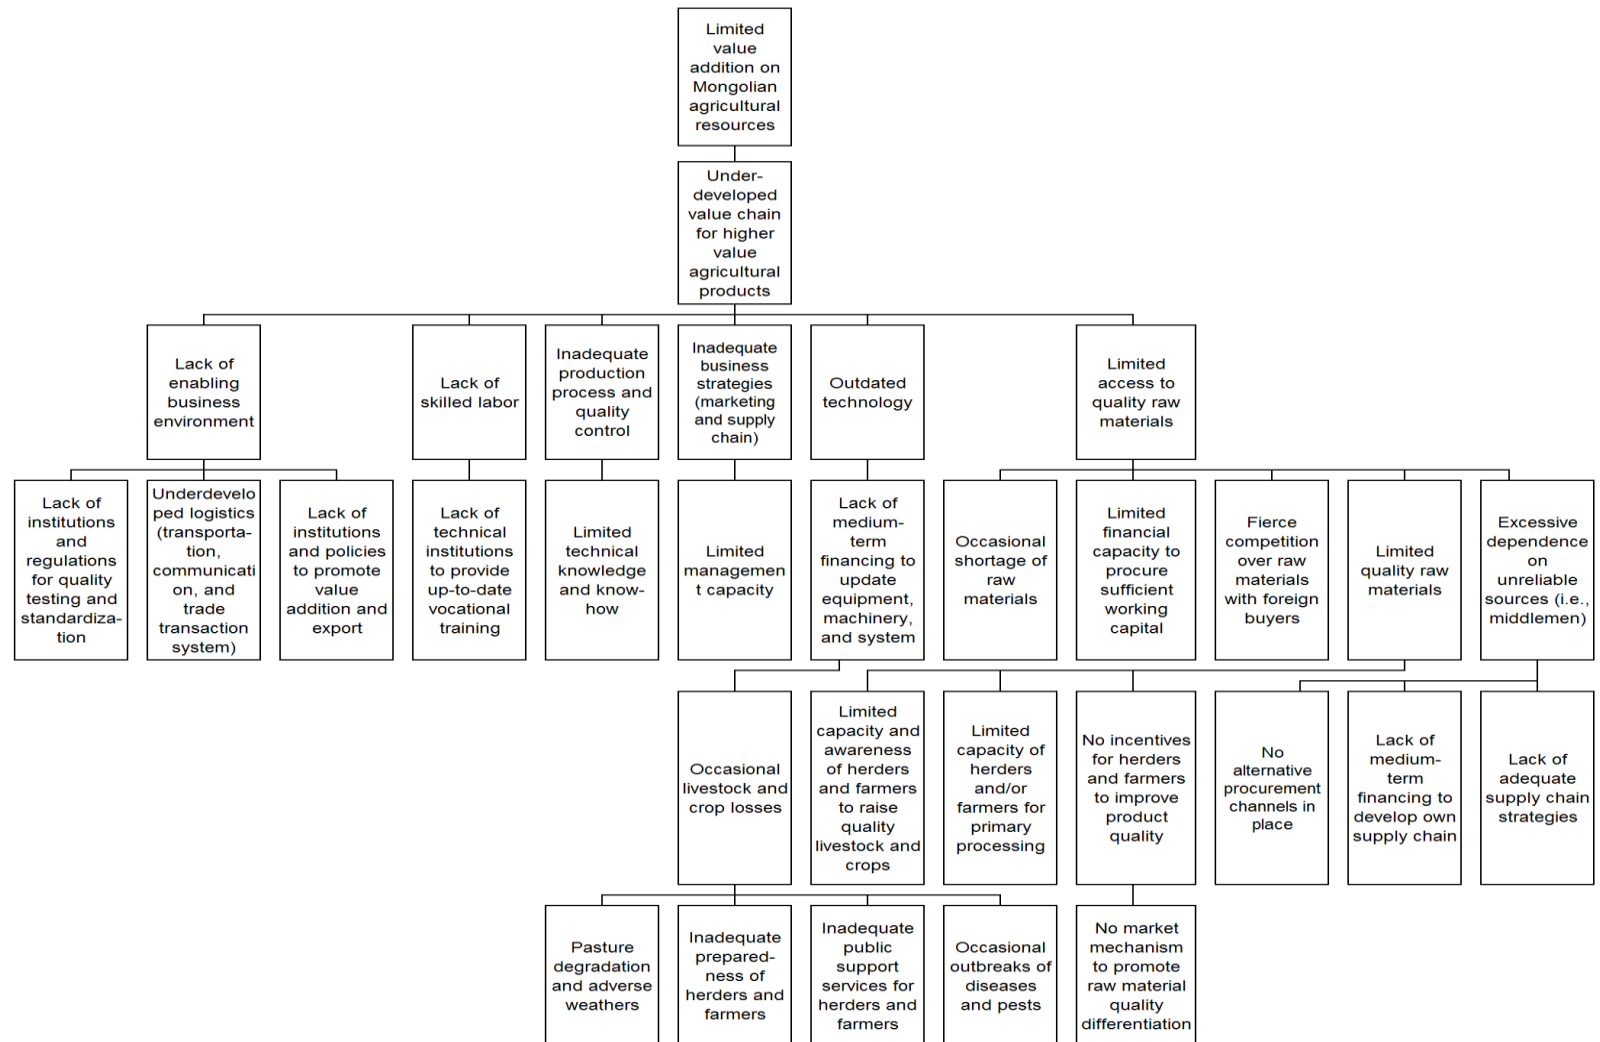 Limited
value
addition on
Mongolian
agricultural
resources
Under-
developed
value chain
for higher
value
agricultural
products
Lack of
enabling
business
environment
Lack of
skilled labor
Inadequate
production
process and
quality
control
Inadequate
business
strategies
(marketing
and supply
chain)
Outdated
technology
Limited
access to
quality raw
materials
Lack of
institutions
and
regulations
for quality
testing and
standardiza-
tion
Underdevelo
ped logistics
(transporta-
tion,
communicati
on, and
trade
transaction
system)
Lack of
institutions
and policies
to promote
value
addition and
export
Lack of
technical
institutions
to provide
up-to-date
vocational
training
Limited
technical
knowledge
and know-
how
Limited
managemen
t capacity
Lack of
medium-
term
financing to
update
equipment,
machinery,
and system
Occasional
shortage of
raw
materials
Limited
financial
capacity to
procure
sufficient
working
capital
Fierce
competition
over raw
materials
with foreign
buyers
Limited
quality raw
materials
Excessive
dependence
on
unreliable
sources (i.e.,
middlemen)
Occasional
livestock and
crop losses
Limited
capacity and
awareness
of herders
and farmers
to raise
quality
livestock and
crops
Limited
capacity of
herders
and/or
farmers for
primary
processing
No incentives
for herders
and farmers
to improve
product
quality
No
alternative
procurement
channels in
place
Lack of
medium-
term
financing to
develop own
supply chain
Lack of
adequate
supply chain
strategies
Pasture
degradation
and adverse
weathers
Inadequate
prepared-
ness of
herders and
farmers
Inadequate
public
support
services for
herders and
farmers
Occasional
outbreaks of
diseases
and pests
No market
mechanism
to promote
raw material
quality
differentiation